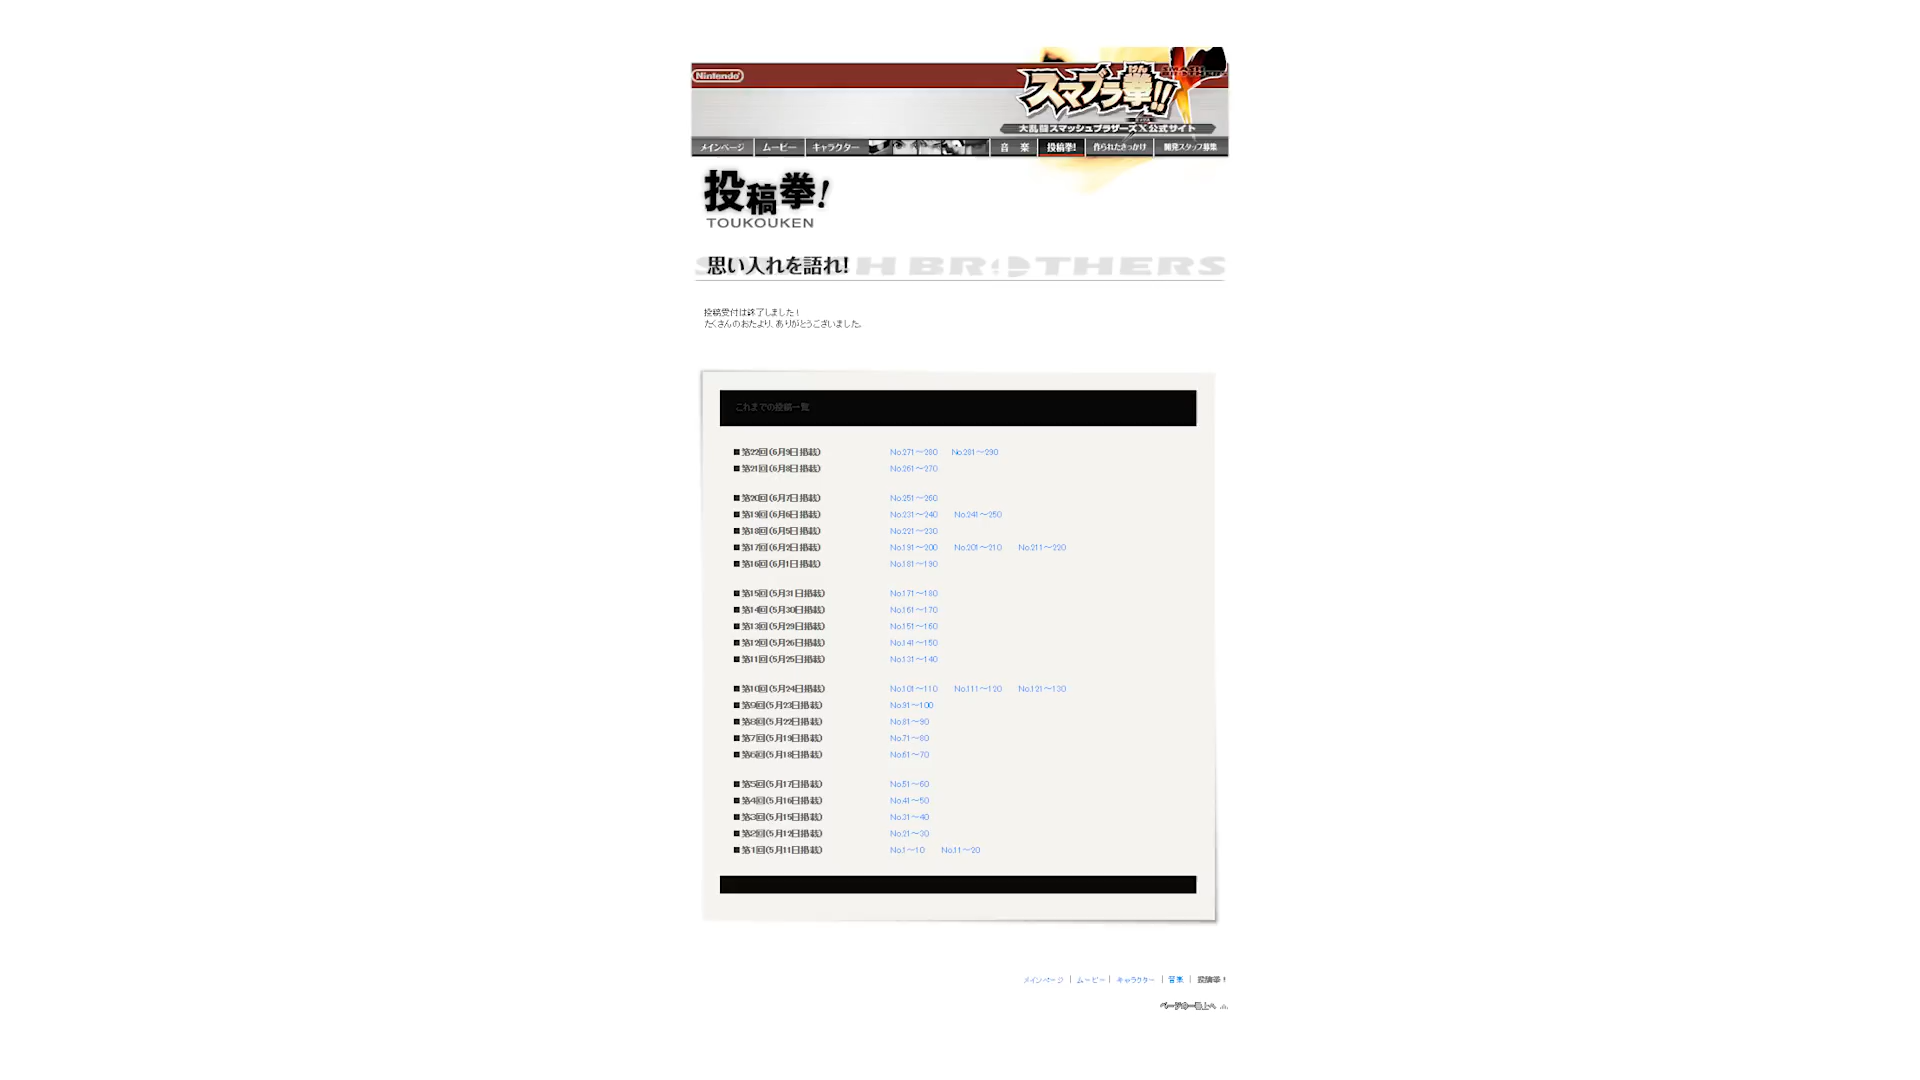 Nintendo
スマブラ拳!!
大乱闘スマッシュブラザーズX公式サイト
メインページ ムービー キャラクター 音 楽 投稿拳! 作られたきっかけ 開発スタッフ募集
投稿拳!
TOUKOUKEN
思い入れを語れ!
H BROTHERS
投稿受付は終了しました!
たくさんのおたより、ありがとうございました。
これまでの投稿一覧
■第22回(6月9日掲載) No.271～280 No.281～290
■第21回(6月8日掲載) No.261～270
■第20回(6月7日掲載) No.251～260
■第19回(6月6日掲載) No.231～240 No.241～250
■第18回(6月5日掲載) No.221～230
■第17回(6月2日掲載) No.191～200 No.201～210 No.211～220
■第16回(6月1日掲載) No.181～190
■第15回(5月31日掲載) No.171～180
■第14回(5月30日掲載) No.161～170
■第13回(5月29日掲載) No.151～160
■第12回(5月26日掲載) No.141～150
■第11回(5月25日掲載) No.131～140
■第10回(5月24日掲載) No.101～110 No.111～120 No.121～130
■第9回(5月23日掲載) No.91～100
■第8回(5月22日掲載) No.81～90
■第7回(5月19日掲載) No.71～80
■第6回(5月18日掲載) No.61～70
■第5回(5月17日掲載) No.51～60
■第4回(5月16日掲載) No.41～50
■第3回(5月15日掲載) No.31～40
■第2回(5月12日掲載) No.21～30
■第1回(5月11日掲載) No.1～10 No.11～20
メインページ | ムービー | キャラクター | 音楽 | 投稿拳!
ページの一番上へ